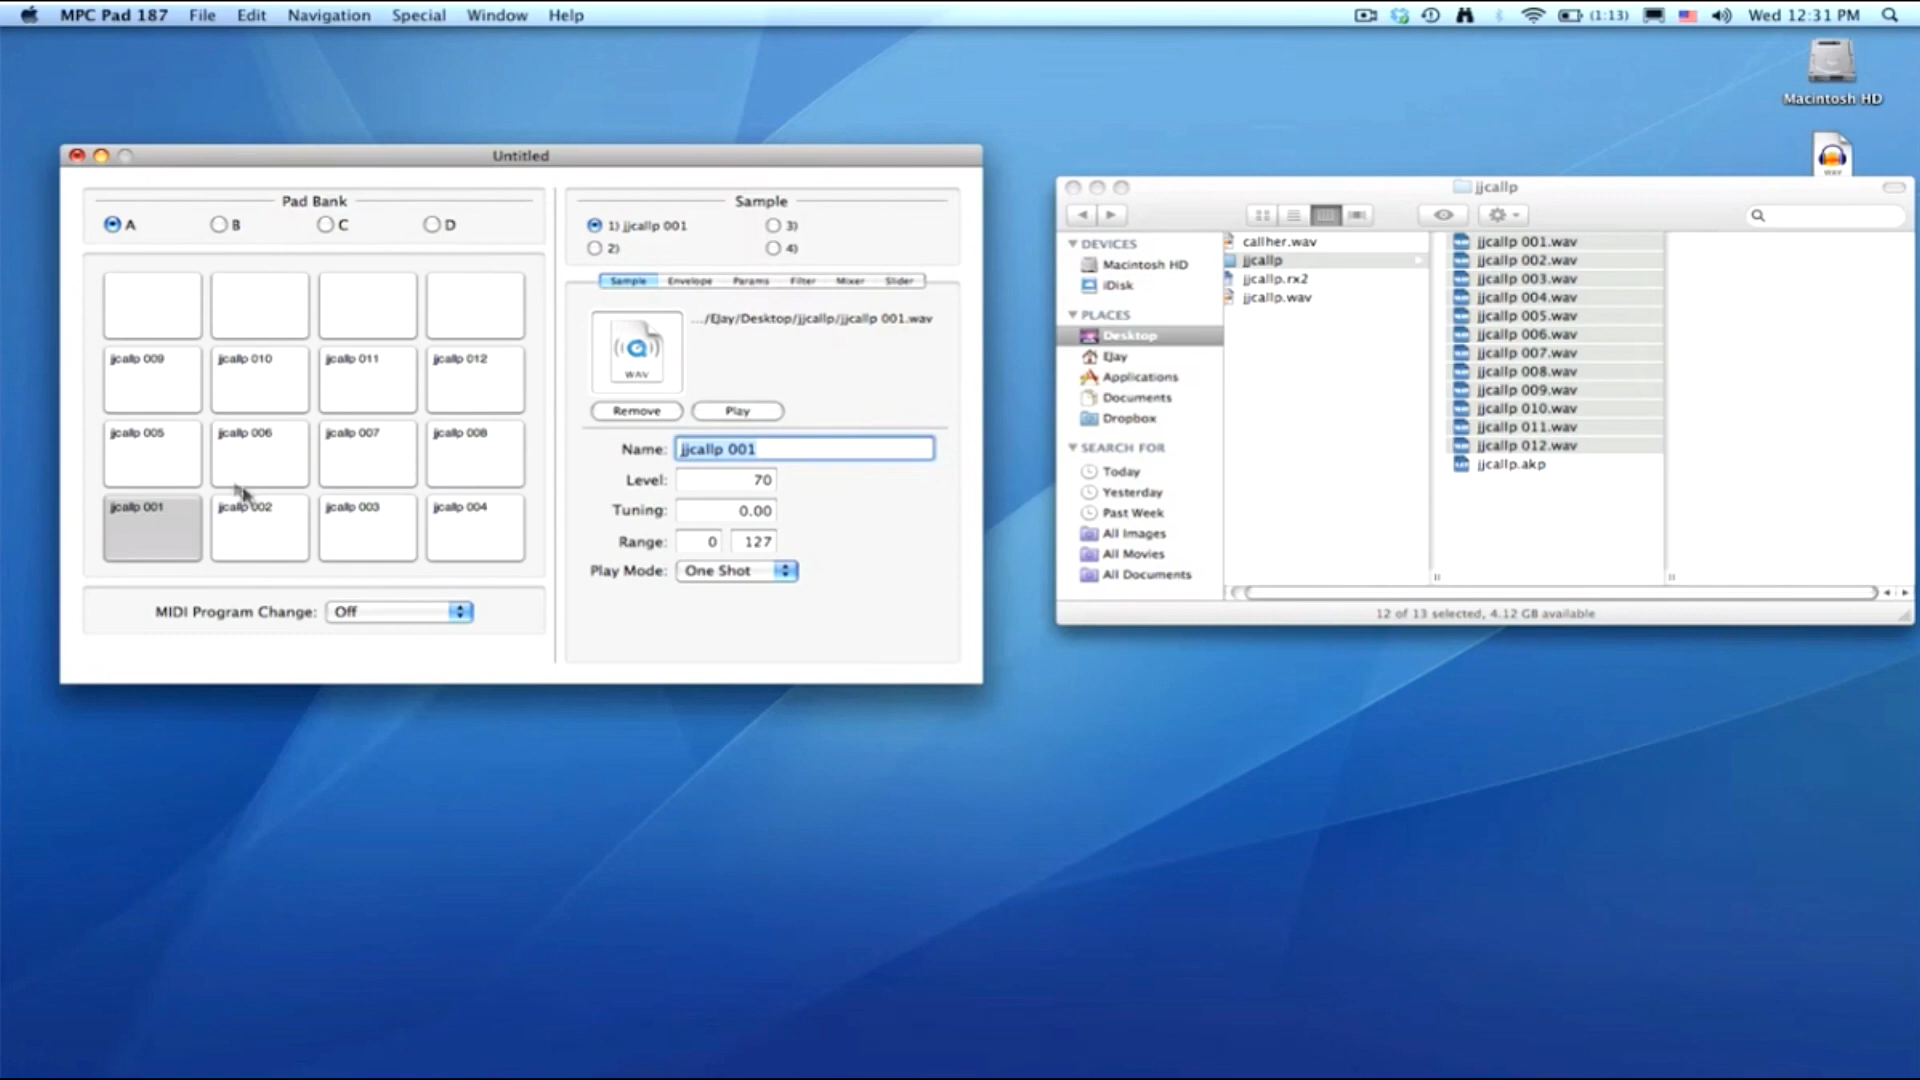 MPC Pad 187 File Edit Navigation Special Window Help (1:13) Wed 12:31 PM
Macintosh HD
WAV
Untitled
Pad Bank
A B C D
jjcallp 009 jjcallp 010 jjcallp 011 jjcallp 012
jjcallp 005 jjcallp 006 jjcallp 007 jjcallp 008
jjcallp 001 jjcallp 002 jjcallp 003 jjcallp 004
MIDI Program Change: Off
Sample
1) jjcallp 001 3)
2) 4)
Sample Envelope Params Filter Mixer Slider
.../EJay/Desktop/jjcallp/jjcallp 001.wav
WAV
Remove Play
Name: jjcallp 001
Level: 70
Tuning: 0.00
Range: 0 127
Play Mode: One Shot
jjcallp
DEVICES
Macintosh HD
iDisk
PLACES
Desktop
EJay
Applications
Documents
Dropbox
SEARCH FOR
Today
Yesterday
Past Week
All Images
All Movies
All Documents
callher.wav
jjcallp
jjcallp.rx2
jjcallp.wav
jjcallp 001.wav
jjcallp 002.wav
jjcallp 003.wav
jjcallp 004.wav
jjcallp 005.wav
jjcallp 006.wav
jjcallp 007.wav
jjcallp 008.wav
jjcallp 009.wav
jjcallp 010.wav
jjcallp 011.wav
jjcallp 012.wav
jjcallp.akp
12 of 13 selected, 4.12 GB available